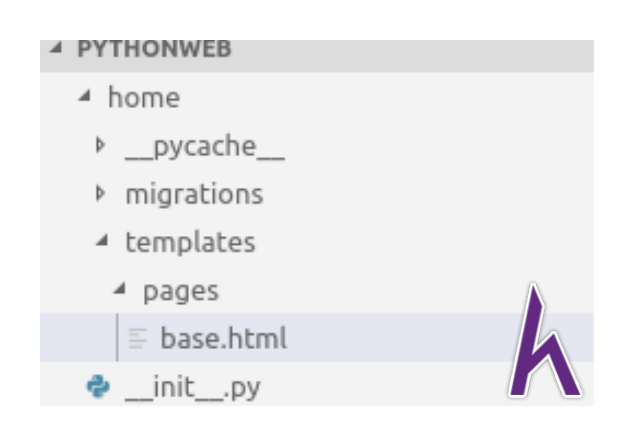 PYTHONWEB
home
__pycache__
migrations
templates
pages
base.html
__init__.py